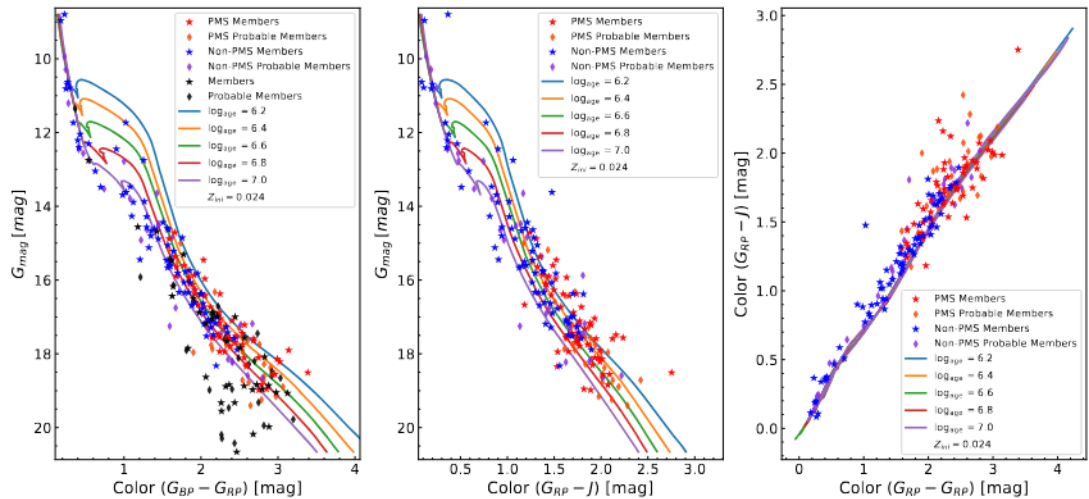 10
12
14
16
18
20
G_mag [mag]
1
2
3
4
Color (G_BP − G_RP) [mag]
PMS Members
PMS Probable Members
Non-PMS Members
Non-PMS Probable Members
Members
Probable Members
log_age = 6.2
log_age = 6.4
log_age = 6.6
log_age = 6.8
log_age = 7.0
Z_ini = 0.024
10
12
14
16
18
20
G_mag [mag]
0.5
1.0
1.5
2.0
2.5
3.0
Color (G_RP − J) [mag]
PMS Members
PMS Probable Members
Non-PMS Members
Non-PMS Probable Members
log_age = 6.2
log_age = 6.4
log_age = 6.6
log_age = 6.8
log_age = 7.0
Z_ini = 0.024
3.0
2.5
2.0
1.5
1.0
0.5
0.0
Color (G_RP − J) [mag]
0
1
2
3
4
Color (G_RP − G_RP) [mag]
PMS Members
PMS Probable Members
Non-PMS Members
Non-PMS Probable Members
log_age = 6.2
log_age = 6.4
log_age = 6.6
log_age = 6.8
log_age = 7.0
Z_ini = 0.024